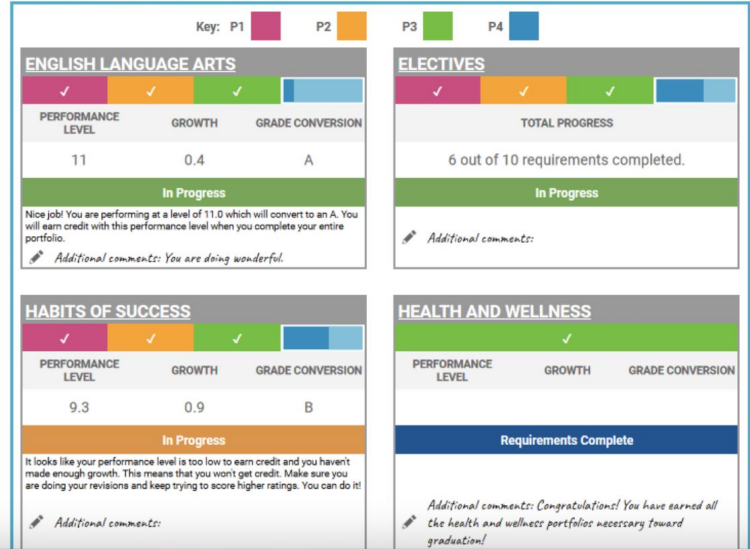 Key: P1 P2 P3 P4
ENGLISH LANGUAGE ARTS
PERFORMANCE LEVEL GROWTH GRADE CONVERSION
11 0.4 A
In Progress
Nice job! You are performing at a level of 11.0 which will convert to an A. You
will earn credit with this performance level when you complete your entire
portfolio.
Additional comments: You are doing wonderful.
ELECTIVES
TOTAL PROGRESS
6 out of 10 requirements completed.
In Progress
Additional comments:
HABITS OF SUCCESS
PERFORMANCE LEVEL GROWTH GRADE CONVERSION
9.3 0.9 B
In Progress
It looks like your performance level is too low to earn credit and you haven't
made enough growth. This means that you won't get credit. Make sure you
are doing your revisions and keep trying to score higher ratings. You can do it!
Additional comments:
HEALTH AND WELLNESS
PERFORMANCE LEVEL GROWTH GRADE CONVERSION
Requirements Complete
Additional comments: Congratulations! You have earned all
the health and wellness portfolios necessary toward
graduation!